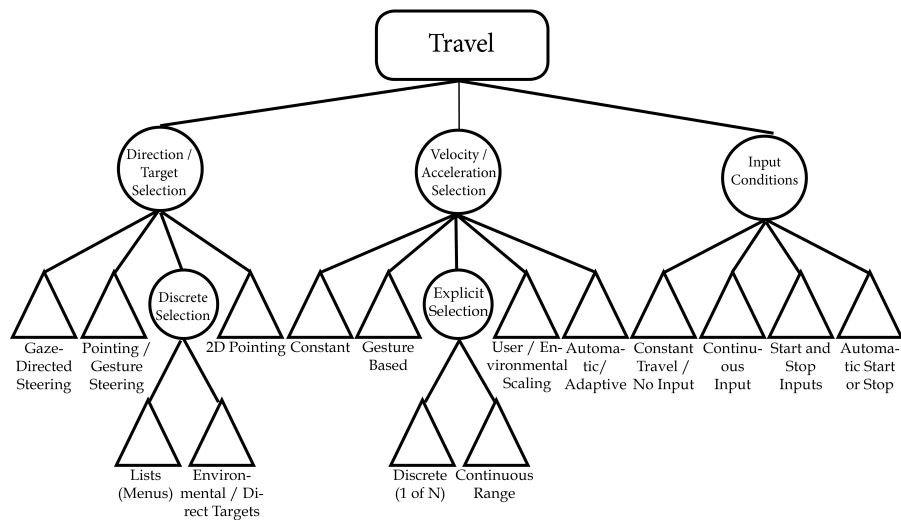 Travel
Direction /
Target
Selection
Velocity /
Acceleration
Selection
Input
Conditions
Discrete
Selection
Explicit
Selection
Gaze-
Directed
Steering
Pointing /
Gesture
Steering
2D Pointing
Constant
Gesture
Based
User / En-
vironmental
Scaling
Automa-
tic/
Adaptive
Constant
Travel /
No Input
Continu-
ous
Input
Start and
Stop
Inputs
Automa-
tic Start
or Stop
Lists
(Menus)
Environ-
mental / Di-
rect Targets
Discrete
(1 of N)
Continuous
Range